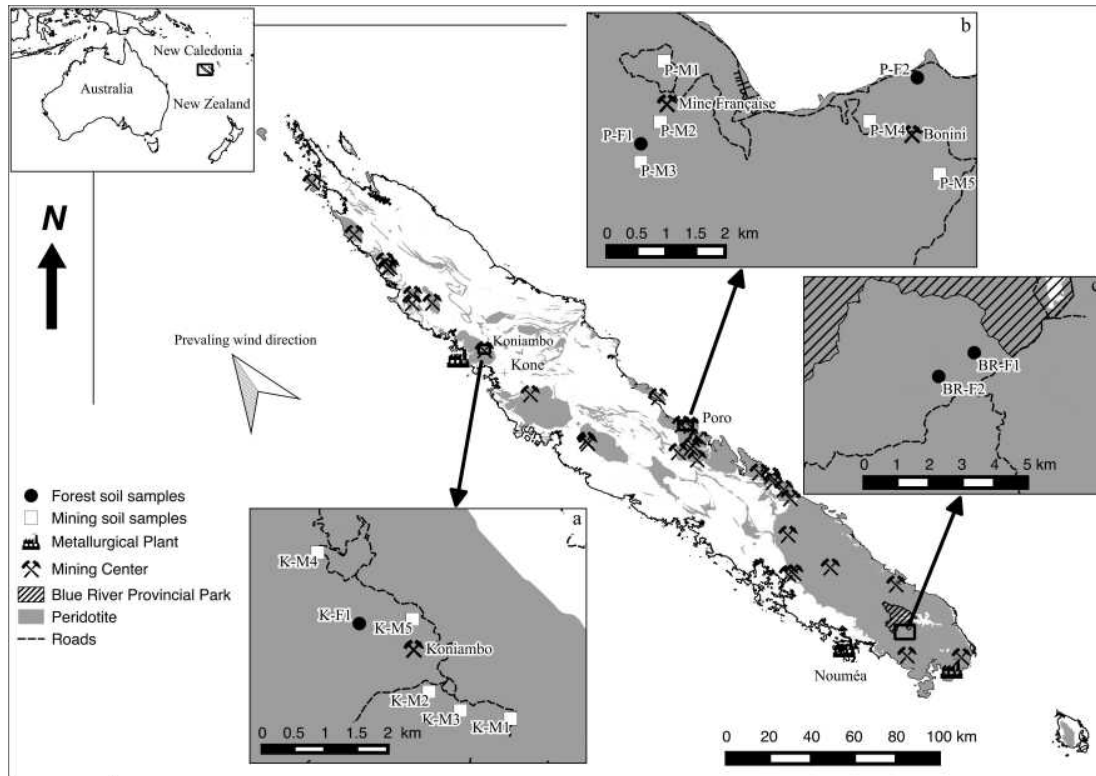 New Caledonia
Australia
New Zealand
N
Prevaling wind direction
Koniambo
Kone
Poro
Nouméa
0 20 40 60 80 100 km
b
P-M1
P-F2
Mine Française
P-M2
P-M4
Bonini
P-F1
P-M3
P-M5
0 0.5 1 1.5 2 km
BR-F1
BR-F2
0 1 2 3 4 5 km
a
K-M4
K-F1
K-M5
Koniambo
K-M2
K-M3
K-M1
0 0.5 1 1.5 2 km
Forest soil samples
Mining soil samples
Metallurgical Plant
Mining Center
Blue River Provincial Park
Peridotite
Roads